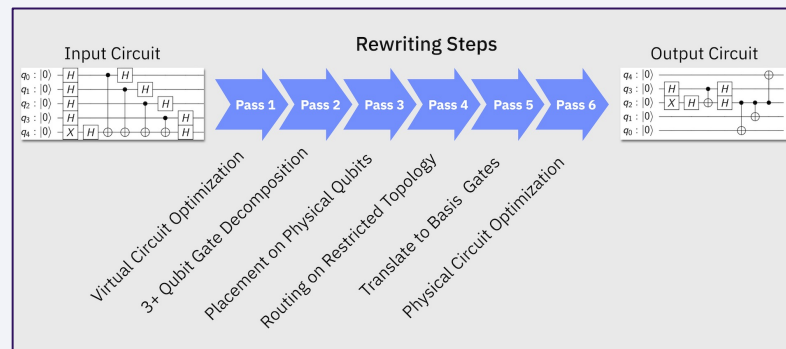 Rewriting Steps
Input Circuit
Output Circuit
q₀ : |0⟩ H H
q₁ : |0⟩ H H
q₂ : |0⟩ H H
q₃ : |0⟩ H H
q₄ : |0⟩ X H H
Pass 1
Pass 2
Pass 3
Pass 4
Pass 5
Pass 6
q₄ : |0⟩
q₃ : |0⟩ H H
q₂ : |0⟩ X H H
q₁ : |0⟩
q₀ : |0⟩
Virtual Circuit Optimization
3+ Qubit Gate Decomposition
Placement on Physical Qubits
Routing on Restricted Topology
Translate to Basis Gates
Physical Circuit Optimization